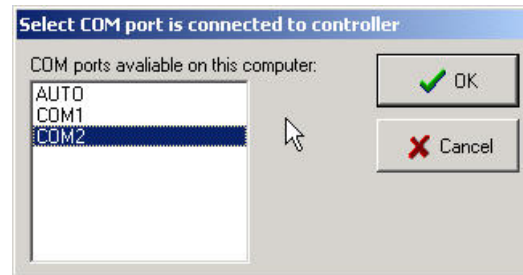 Select COM port is connected to controller
COM ports avaliable on this computer:
AUTO
COM1
COM2
OK
Cancel